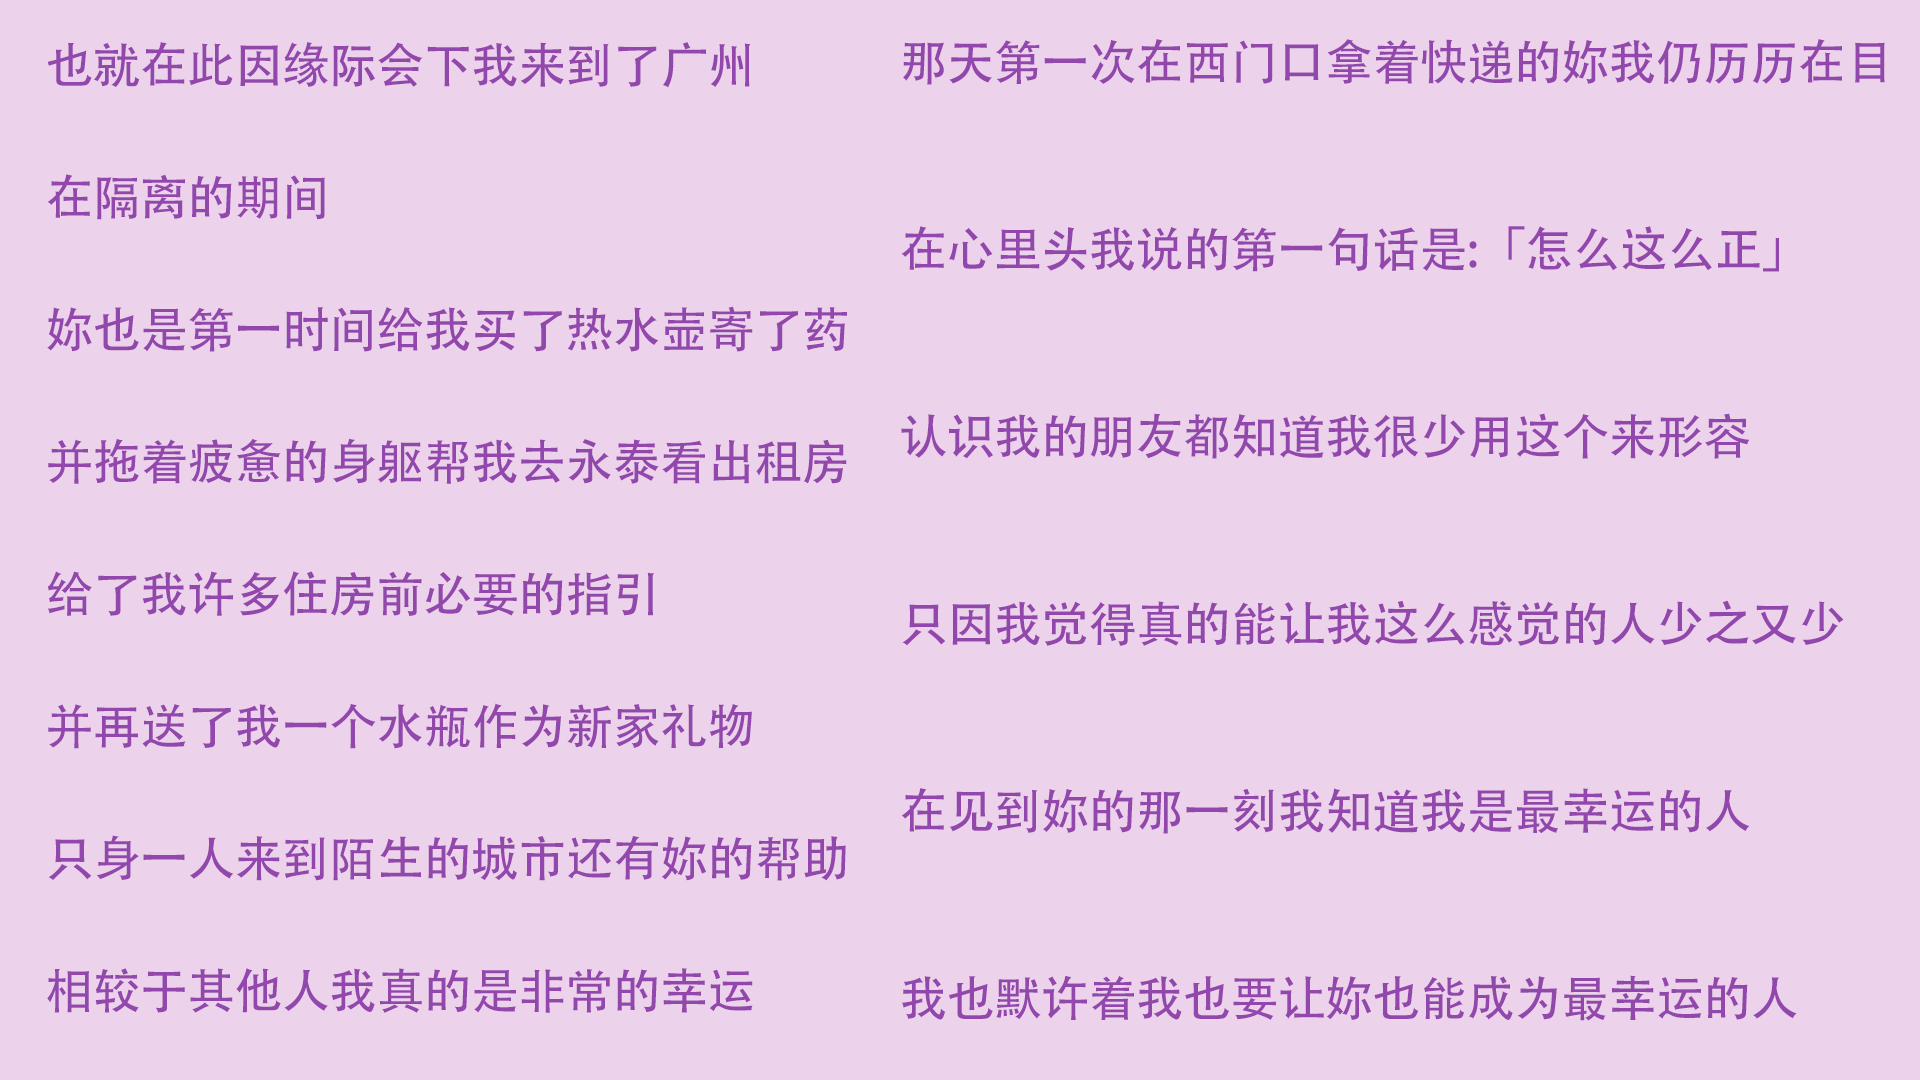 也就在此因缘际会下我来到了广州
在隔离的期间
妳也是第一时间给我买了热水壶寄了药
并拖着疲惫的身躯帮我去永泰看出租房
给了我许多住房前必要的指引
并再送了我一个水瓶作为新家礼物
只身一人来到陌生的城市还有妳的帮助
相较于其他人我真的是非常的幸运
那天第一次在西门口拿着快递的妳我仍历历在目
在心里头我说的第一句话是:「怎么这么正」
认识我的朋友都知道我很少用这个来形容
只因我觉得真的能让我这么感觉的人少之又少
在见到妳的那一刻我知道我是最幸运的人
我也默许着我也要让妳也能成为最幸运的人